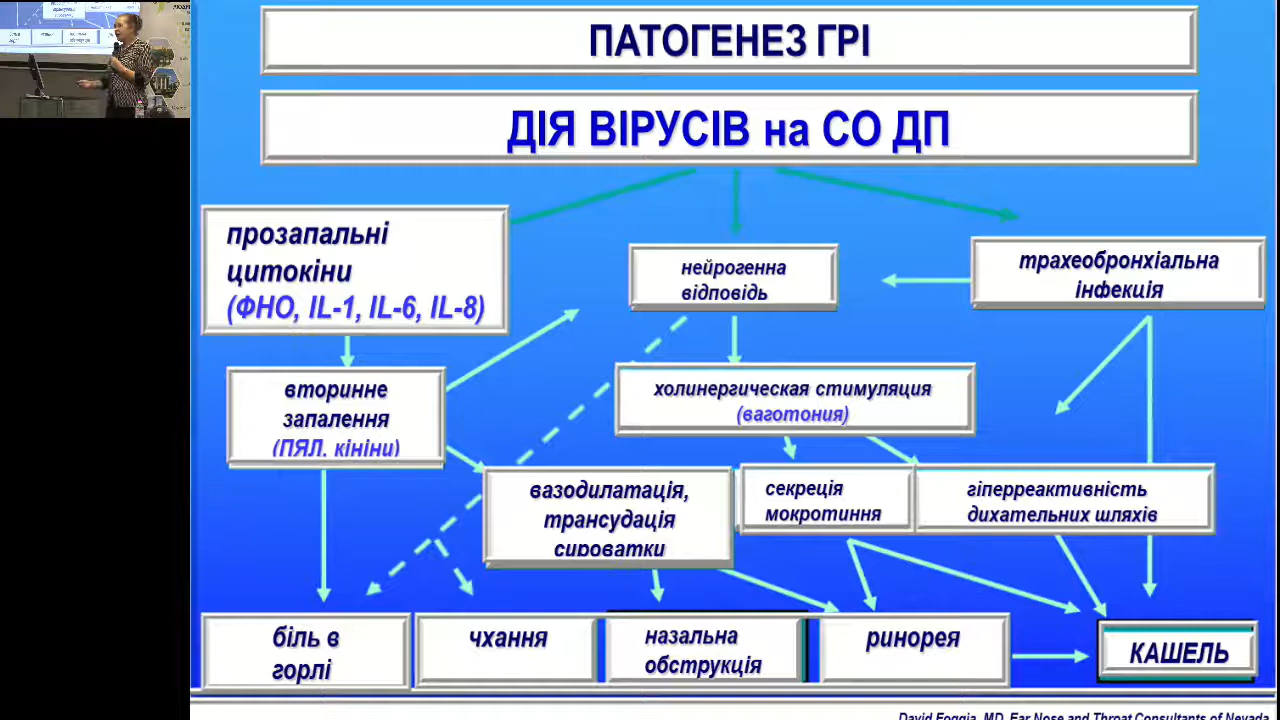 ПАТОГЕНЕЗ ГРІ
ДІЯ ВІРУСІВ на СО ДП
прозапальні
цитокіни
(ФНО, IL-1, IL-6, IL-8)
нейрогенна
відповідь
трахеобронхіальна
інфекція
вторинне
запалення
(ПЯЛ, кініни)
холинергическая стимуляция
(ваготония)
вазодилатація,
трансудація
сироватки
секреція
мокротиння
гіперреактивність
дихательних шляхів
біль в
горлі
чхання
назальна
обструкція
ринорея
КАШЕЛЬ
David Foggia, MD, Ear Nose and Throat Consultants of Nevada